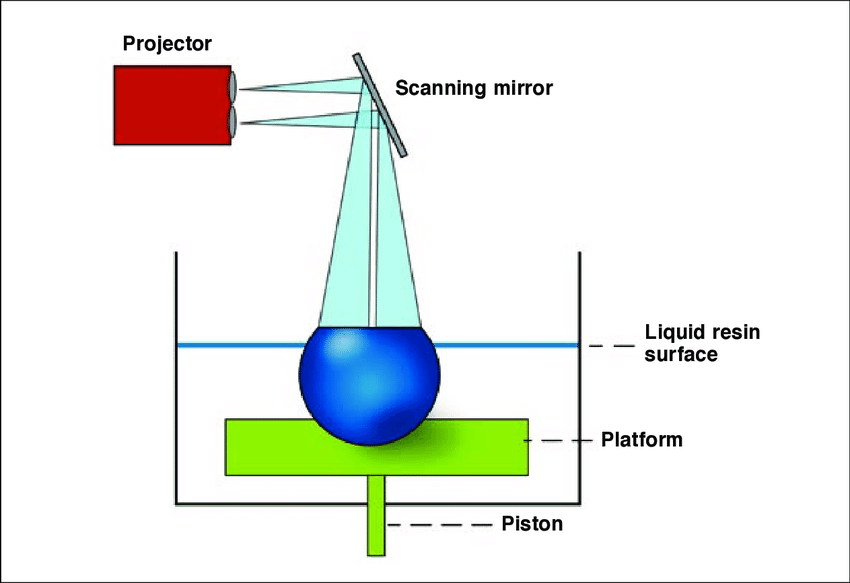 Projector
Scanning mirror
Liquid resin
surface
Platform
Piston